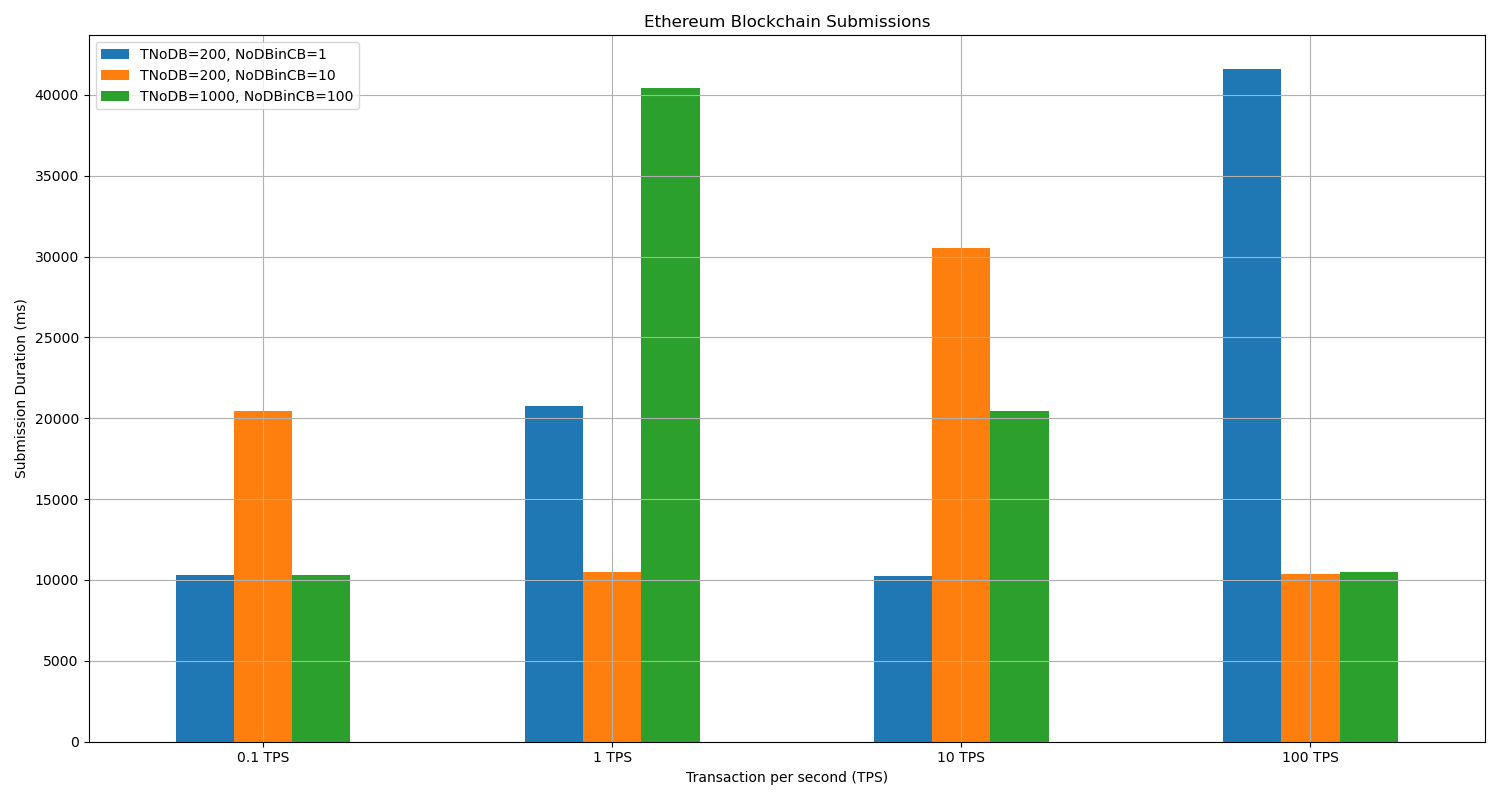 Ethereum Blockchain Submissions
TNoDB=200, NoDBinCB=1
TNoDB=200, NoDBinCB=10
TNoDB=1000, NoDBinCB=100
40000
35000
30000
25000
20000
15000
10000
5000
0
Submission Duration (ms)
0.1 TPS
1 TPS
10 TPS
100 TPS
Transaction per second (TPS)